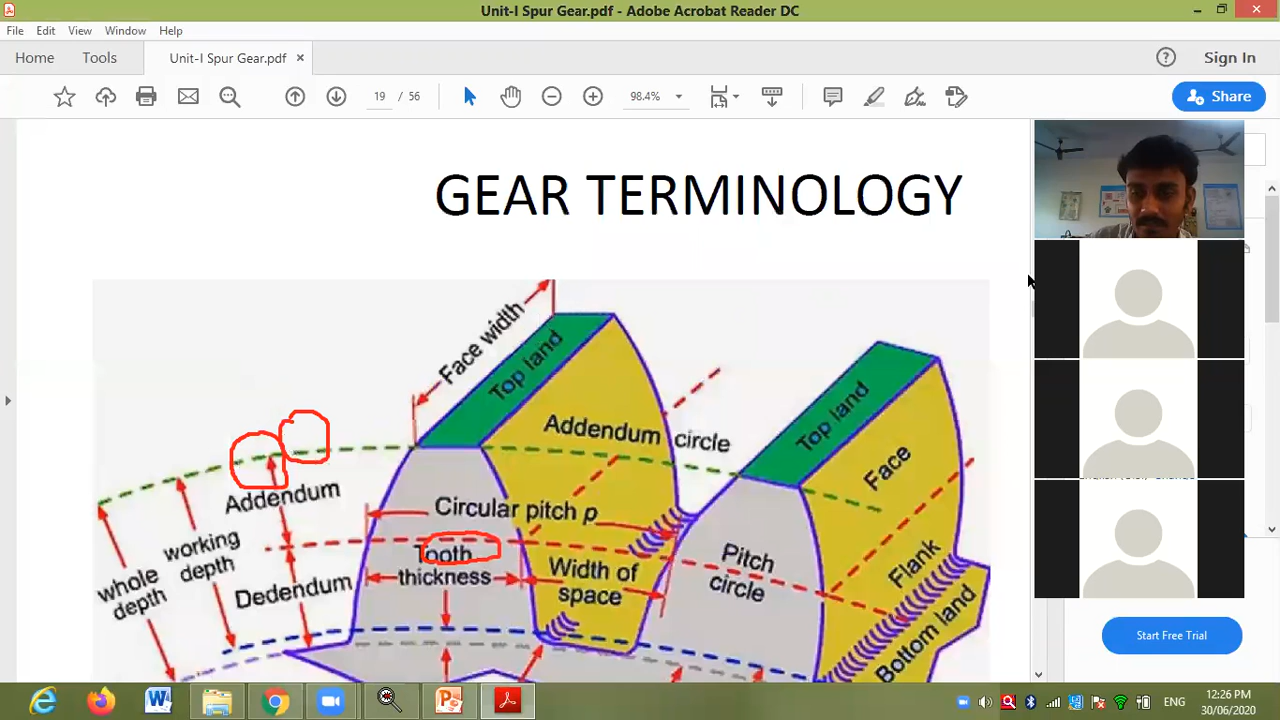 Unit-I Spur Gear.pdf - Adobe Acrobat Reader DC
File Edit View Window Help
Home Tools Unit-I Spur Gear.pdf × Sign In
19 / 56 98.4% Share
GEAR TERMINOLOGY
Face width
Top land
Top land
Addendum circle
Face
Addendum
Circular pitch p
working
depth
whole
depth
Tooth
thickness
Width of
space
Pitch
circle
Flank
Dedendum
Bottom land
Start Free Trial
ENG
12:26 PM
30/06/2020